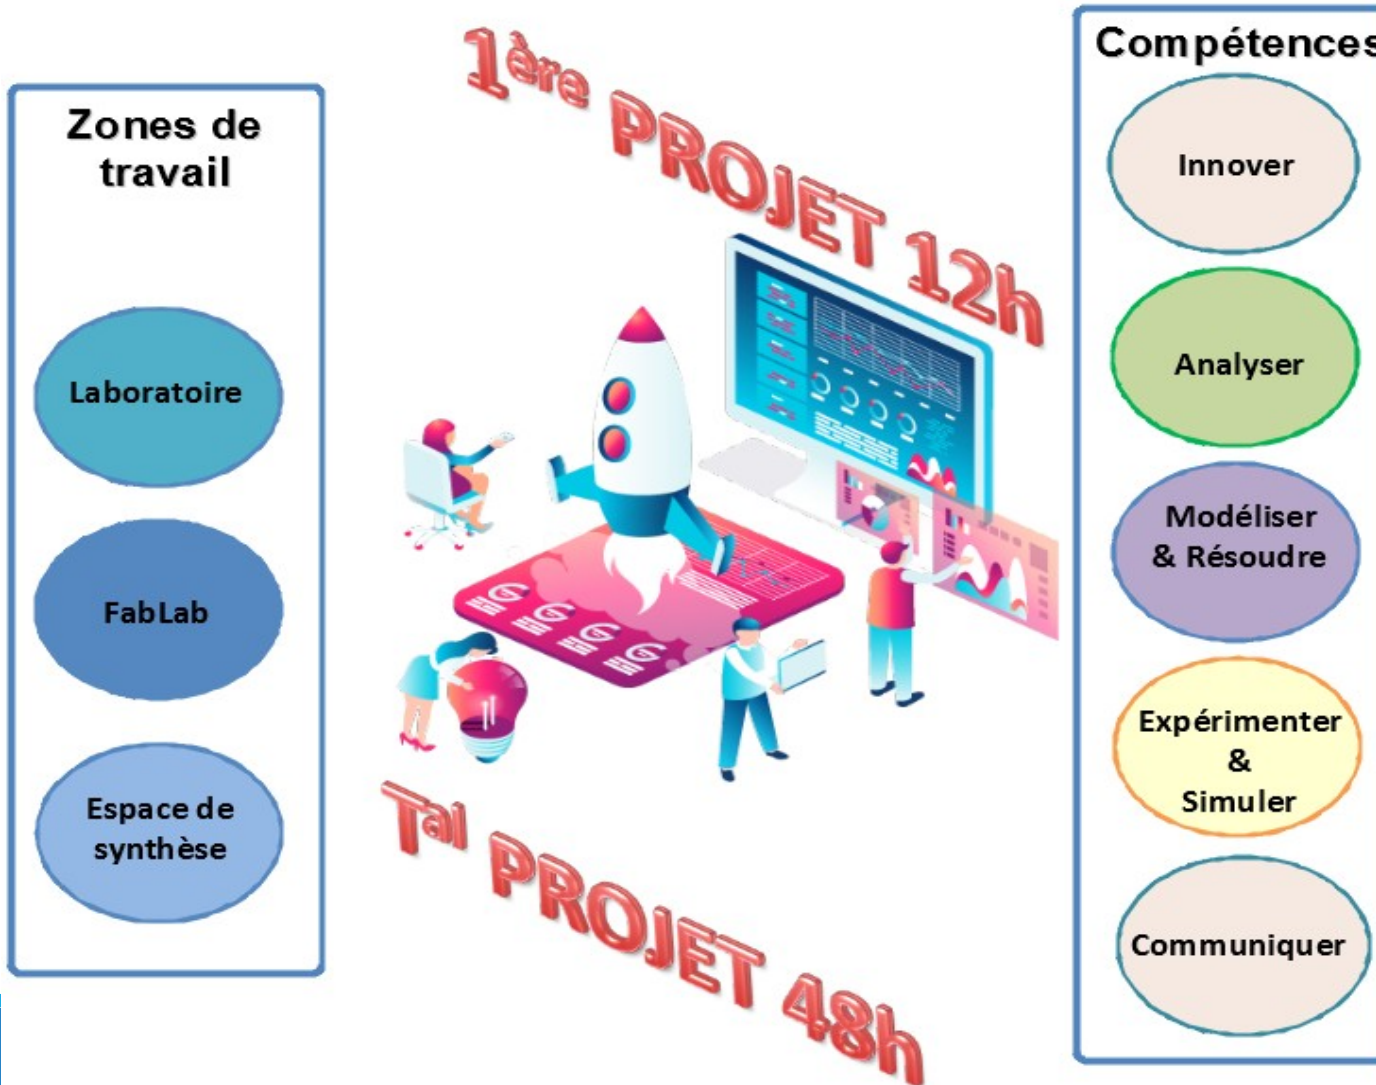 Zones de
travail
Laboratoire
FabLab
Espace de
synthèse
1ère PROJET 12h
Tal PROJET 48h
Compétences
Innover
Analyser
Modéliser
& Résoudre
Expérimenter
&
Simuler
Communiquer